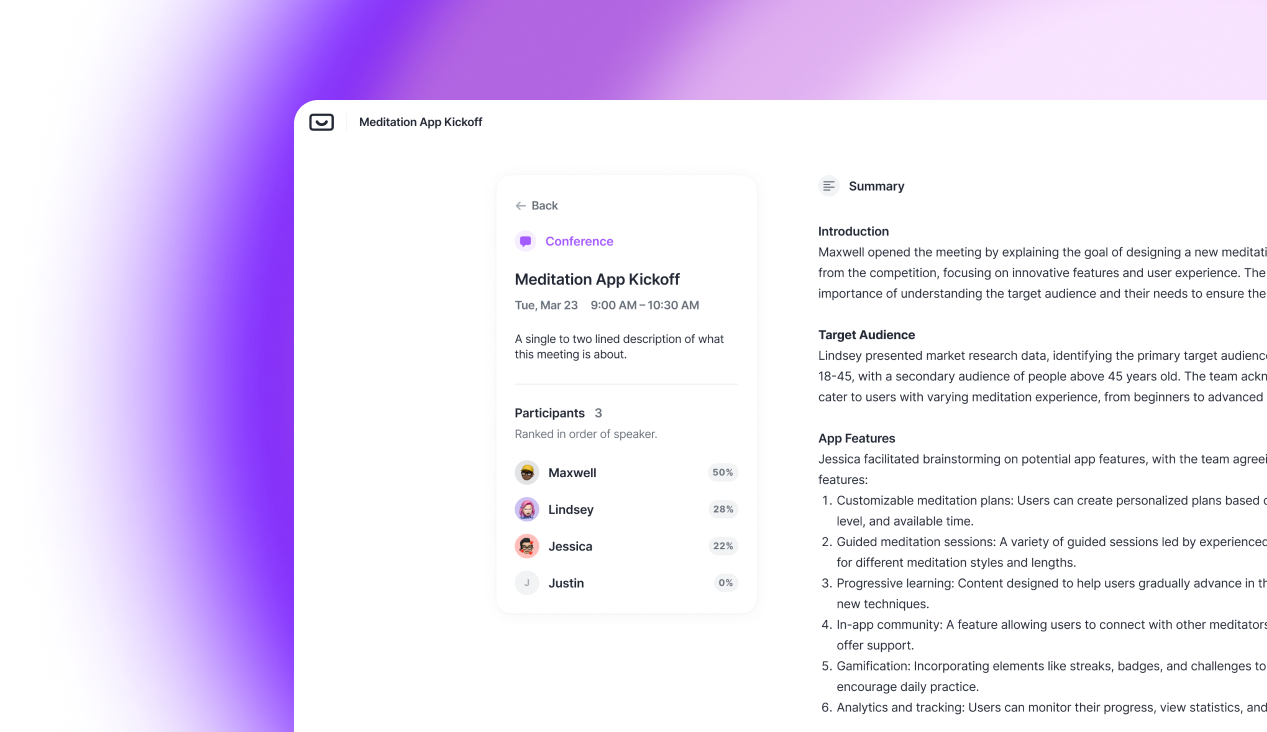 Meditation App Kickoff
Back
Conference
Meditation App Kickoff
Tue, Mar 23 9:00 AM – 10:30 AM
A single to two lined description of what
this meeting is about.
Participants 3
Ranked in order of speaker.
Maxwell 50%
Lindsey 28%
Jessica 22%
J Justin 0%
Summary
Introduction
Maxwell opened the meeting by explaining the goal of designing a new
from the competition, focusing on innovative features and user experience. The
importance of understanding the target audience and their needs to ensure the
Target Audience
Lindsey presented market research data, identifying the primary target
18-45, with a secondary audience of people above 45 years old. The team
cater to users with varying meditation experience, from beginners to advanced
App Features
Jessica facilitated brainstorming on potential app features, with the team
features:
1. Customizable meditation plans: Users can create personalized plans based
level, and available time.
2. Guided meditation sessions: A variety of guided sessions led by experienced
for different meditation styles and lengths.
3. Progressive learning: Content designed to help users gradually advance in
new techniques.
4. In-app community: A feature allowing users to connect with other meditators
offer support.
5. Gamification: Incorporating elements like streaks, badges, and challenges to
encourage daily practice.
6. Analytics and tracking: Users can monitor their progress, view statistics, and